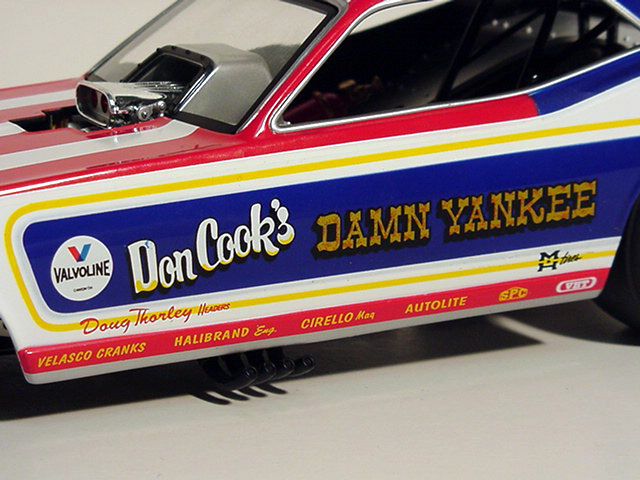 VALVOLINE
Don Cook's DAMN YANKEE
Doug Thorley HEADERS
VELASCO CRANKS HALIBRAND Eng. CIRELLO Mag AUTOLITE